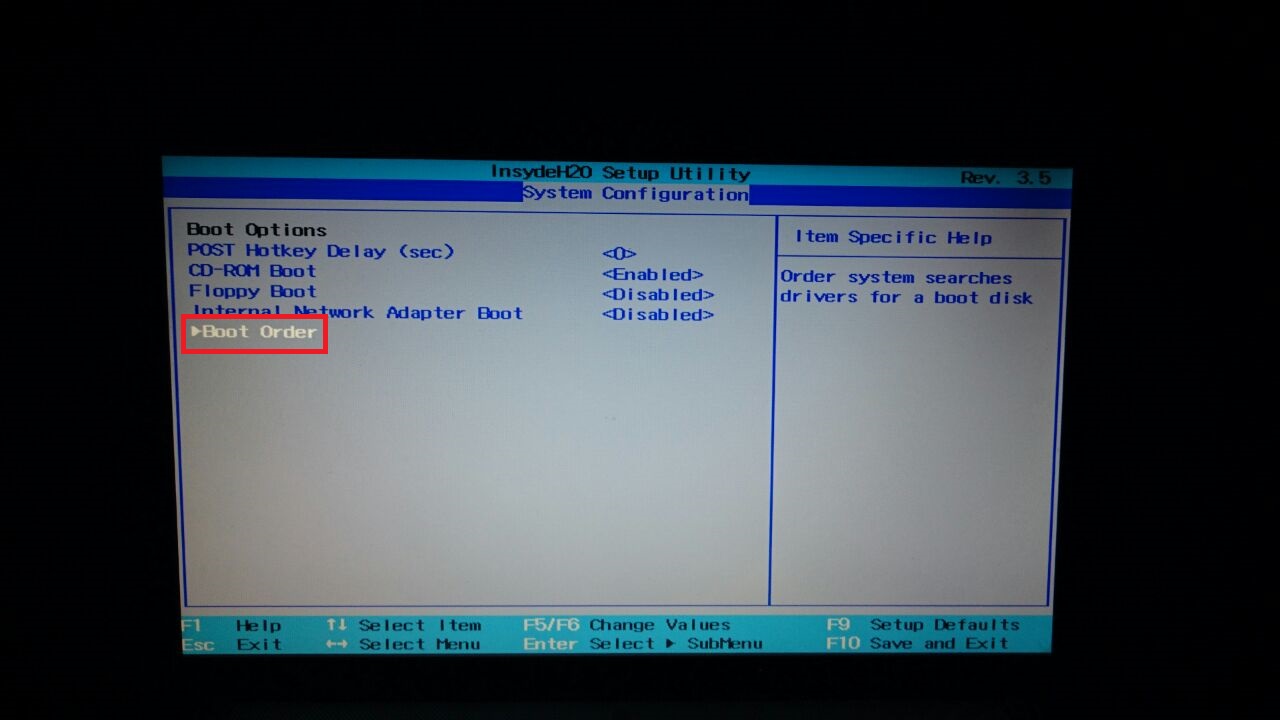 InsydeH2O Setup Utility Rev. 3.5
System Configuration
Boot Options
POST Hotkey Delay (sec) <0>
CD-ROM Boot <Enabled>
Floppy Boot <Disabled>
Internal Network Adapter Boot <Disabled>
▶Boot Order
Item Specific Help
Order system searches
drivers for a boot disk
F1 Help ↑↓ Select Item F5/F6 Change Values F9 Setup Defaults
Esc Exit ↔ Select Menu Enter Select ▶ SubMenu F10 Save and Exit